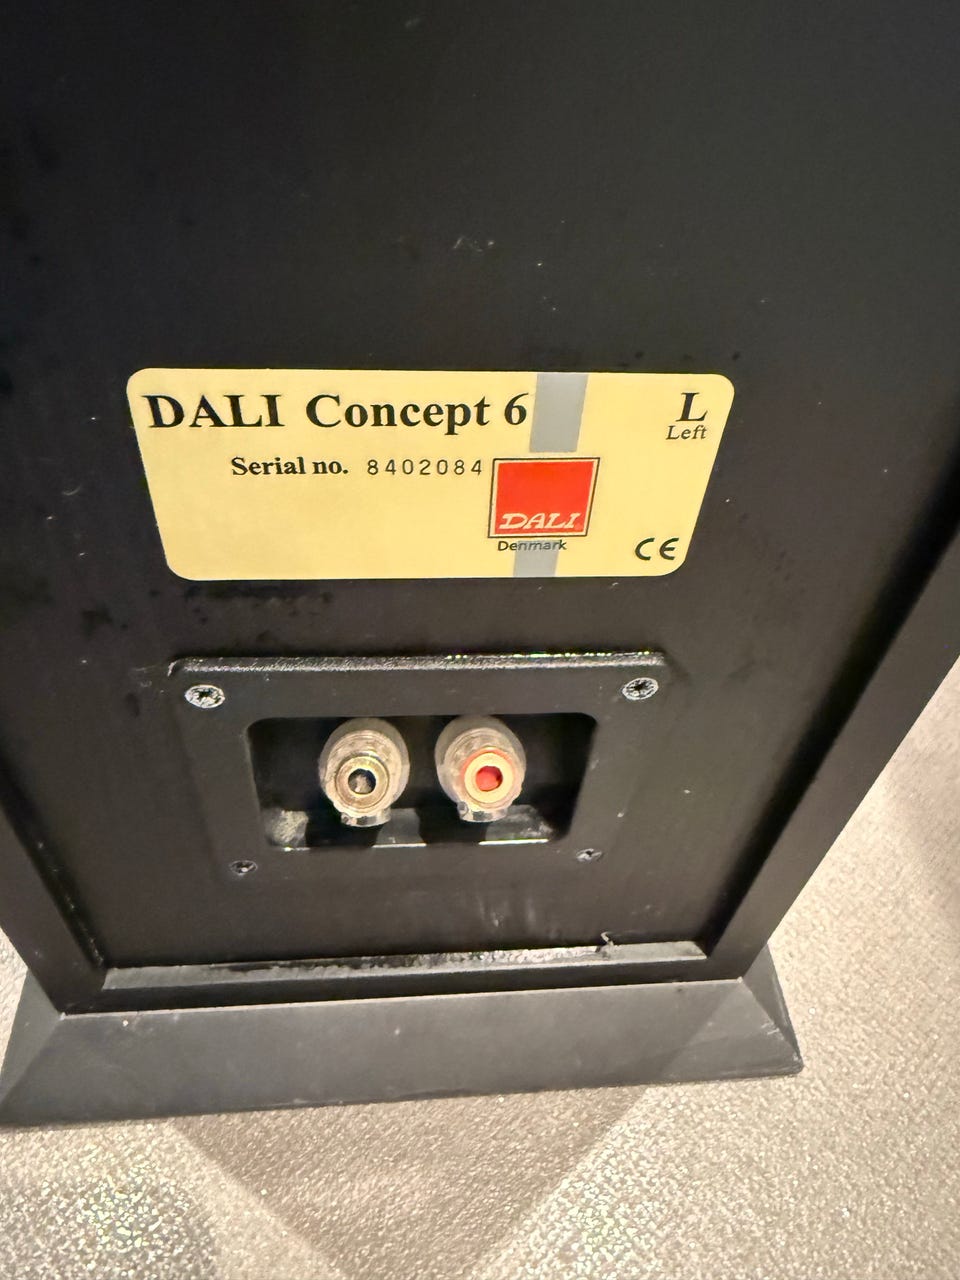 DALI Concept 6
L
Left
Serial no. 8402084
DALI
Denmark
CE